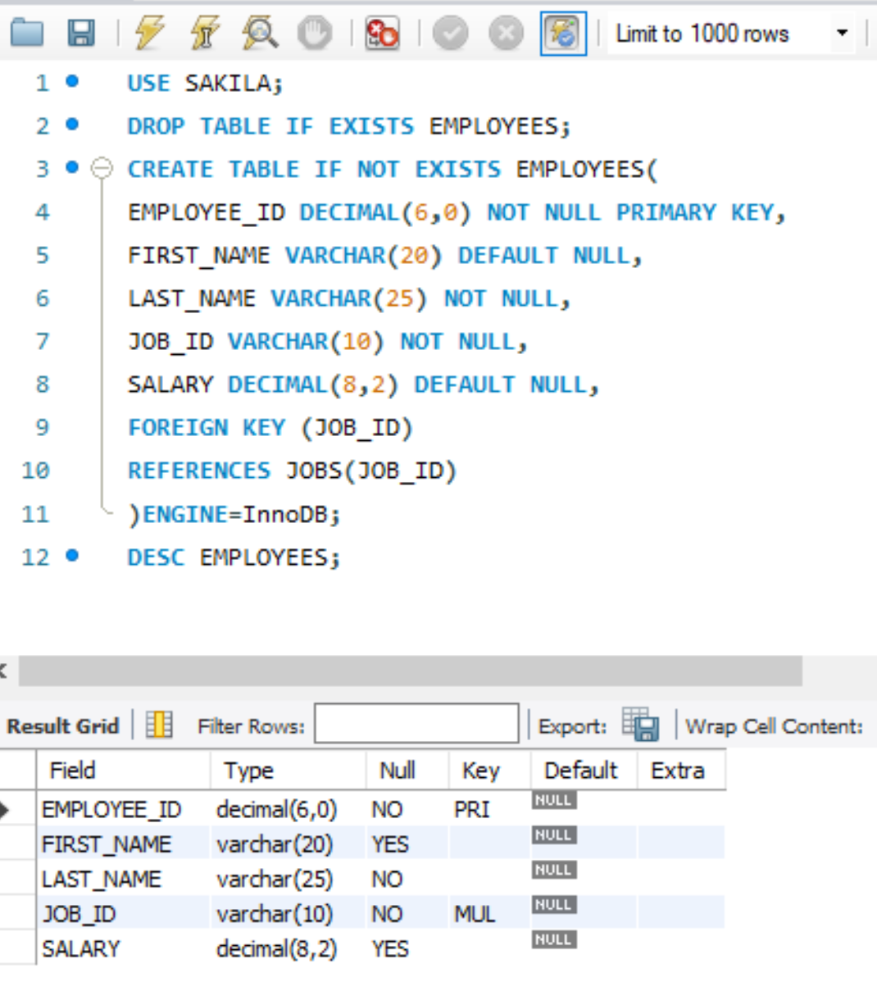 Limit to 1000 rows
1 USE SAKILA;
2 DROP TABLE IF EXISTS EMPLOYEES;
3 CREATE TABLE IF NOT EXISTS EMPLOYEES(
4 EMPLOYEE_ID DECIMAL(6,0) NOT NULL PRIMARY KEY,
5 FIRST_NAME VARCHAR(20) DEFAULT NULL,
6 LAST_NAME VARCHAR(25) NOT NULL,
7 JOB_ID VARCHAR(10) NOT NULL,
8 SALARY DECIMAL(8,2) DEFAULT NULL,
9 FOREIGN KEY (JOB_ID)
10 REFERENCES JOBS(JOB_ID)
11 )ENGINE=InnoDB;
12 DESC EMPLOYEES;
Result Grid Filter Rows: Export: Wrap Cell Content:
Field Type Null Key Default Extra
EMPLOYEE_ID decimal(6,0) NO PRI NULL
FIRST_NAME varchar(20) YES NULL
LAST_NAME varchar(25) NO NULL
JOB_ID varchar(10) NO MUL NULL
SALARY decimal(8,2) YES NULL